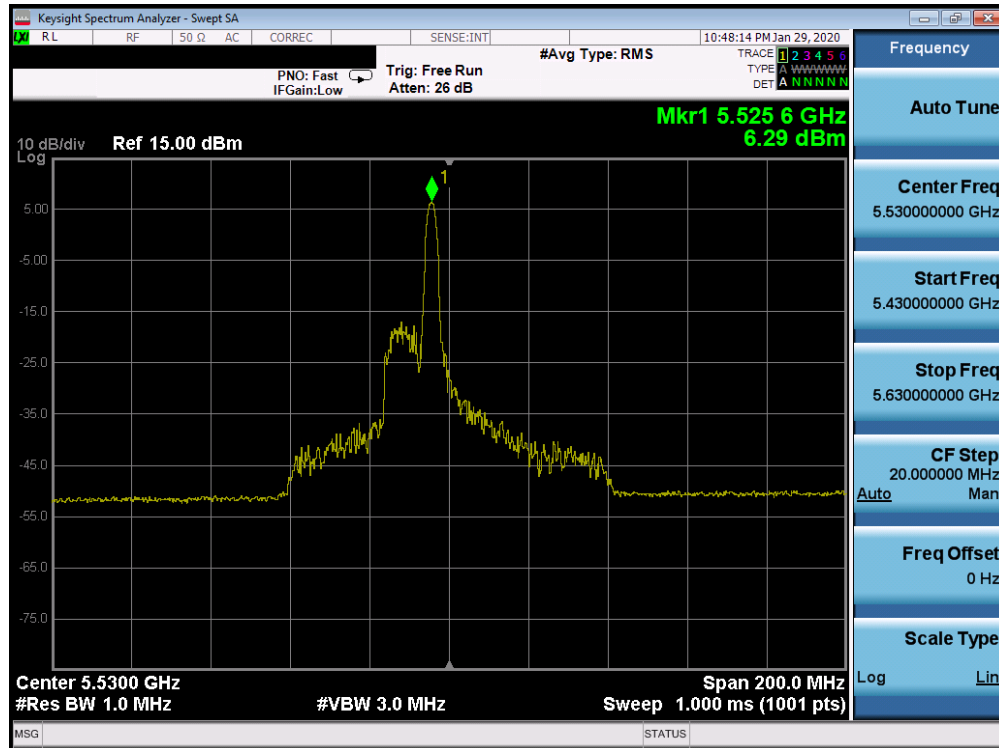 Keysight Spectrum Analyzer - Swept SA
LXI RL RF 50 Ω AC CORREC SENSE:INT 10:48:14 PM Jan 29, 2020
#Avg Type: RMS
TRACE 1 2 3 4 5 6
TYPE A WWWWW
DET A N N N N N
PNO: Fast
IFGain:Low
Trig: Free Run
Atten: 26 dB
Mkr1 5.525 6 GHz
6.29 dBm
10 dB/div
Log
Ref 15.00 dBm
1
5.00
-5.00
-15.0
-25.0
-35.0
-45.0
-55.0
-65.0
-75.0
Center 5.5300 GHz
#Res BW 1.0 MHz
#VBW 3.0 MHz
Span 200.0 MHz
Sweep 1.000 ms (1001 pts)
MSG
STATUS
Frequency
Auto Tune
Center Freq
5.530000000 GHz
Start Freq
5.430000000 GHz
Stop Freq
5.630000000 GHz
CF Step
20.000000 MHz
Auto Man
Freq Offset
0 Hz
Scale Type
Log Lin